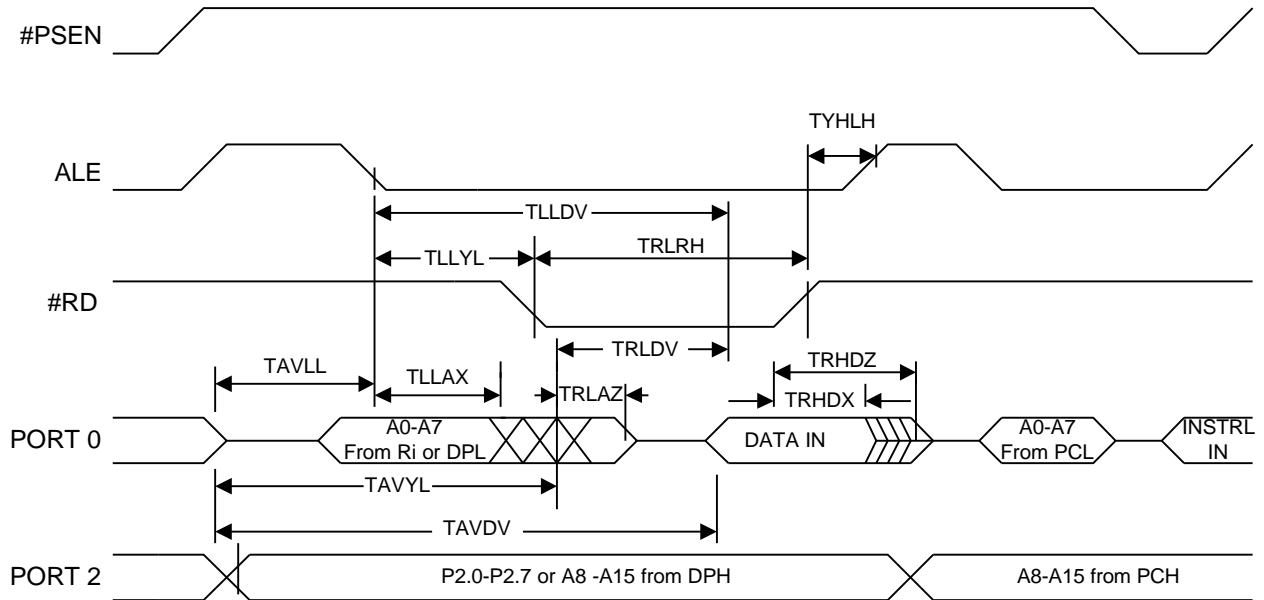 #PSEN
TYHLH
ALE
TLLDV
TLLYL
TRLRH
#RD
TRLDV
TAVLL
TLLAX
TRLAZ
TRHDZ
TRHDX
PORT 0
A0-A7
From Ri or DPL
DATA IN
A0-A7
From PCL
INSTRL
IN
TAVYL
TAVDV
PORT 2
P2.0-P2.7 or A8 -A15 from DPH
A8-A15 from PCH